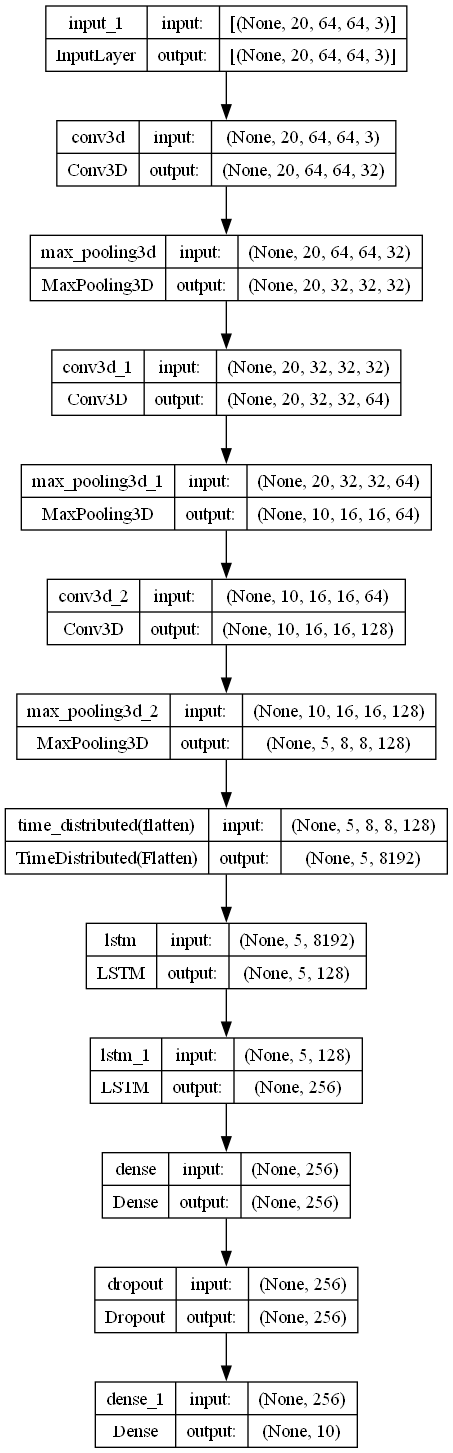 input_1 input: [(None, 20, 64, 64, 3)]
InputLayer output: [(None, 20, 64, 64, 3)]
conv3d input: (None, 20, 64, 64, 3)
Conv3D output: (None, 20, 64, 64, 32)
max_pooling3d input: (None, 20, 64, 64, 32)
MaxPooling3D output: (None, 20, 32, 32, 32)
conv3d_1 input: (None, 20, 32, 32, 32)
Conv3D output: (None, 20, 32, 32, 64)
max_pooling3d_1 input: (None, 20, 32, 32, 64)
MaxPooling3D output: (None, 10, 16, 16, 64)
conv3d_2 input: (None, 10, 16, 16, 64)
Conv3D output: (None, 10, 16, 16, 128)
max_pooling3d_2 input: (None, 10, 16, 16, 128)
MaxPooling3D output: (None, 5, 8, 8, 128)
time_distributed(flatten) input: (None, 5, 8, 8, 128)
TimeDistributed(Flatten) output: (None, 5, 8192)
lstm input: (None, 5, 8192)
LSTM output: (None, 5, 128)
lstm_1 input: (None, 5, 128)
LSTM output: (None, 256)
dense input: (None, 256)
Dense output: (None, 256)
dropout input: (None, 256)
Dropout output: (None, 256)
dense_1 input: (None, 256)
Dense output: (None, 10)